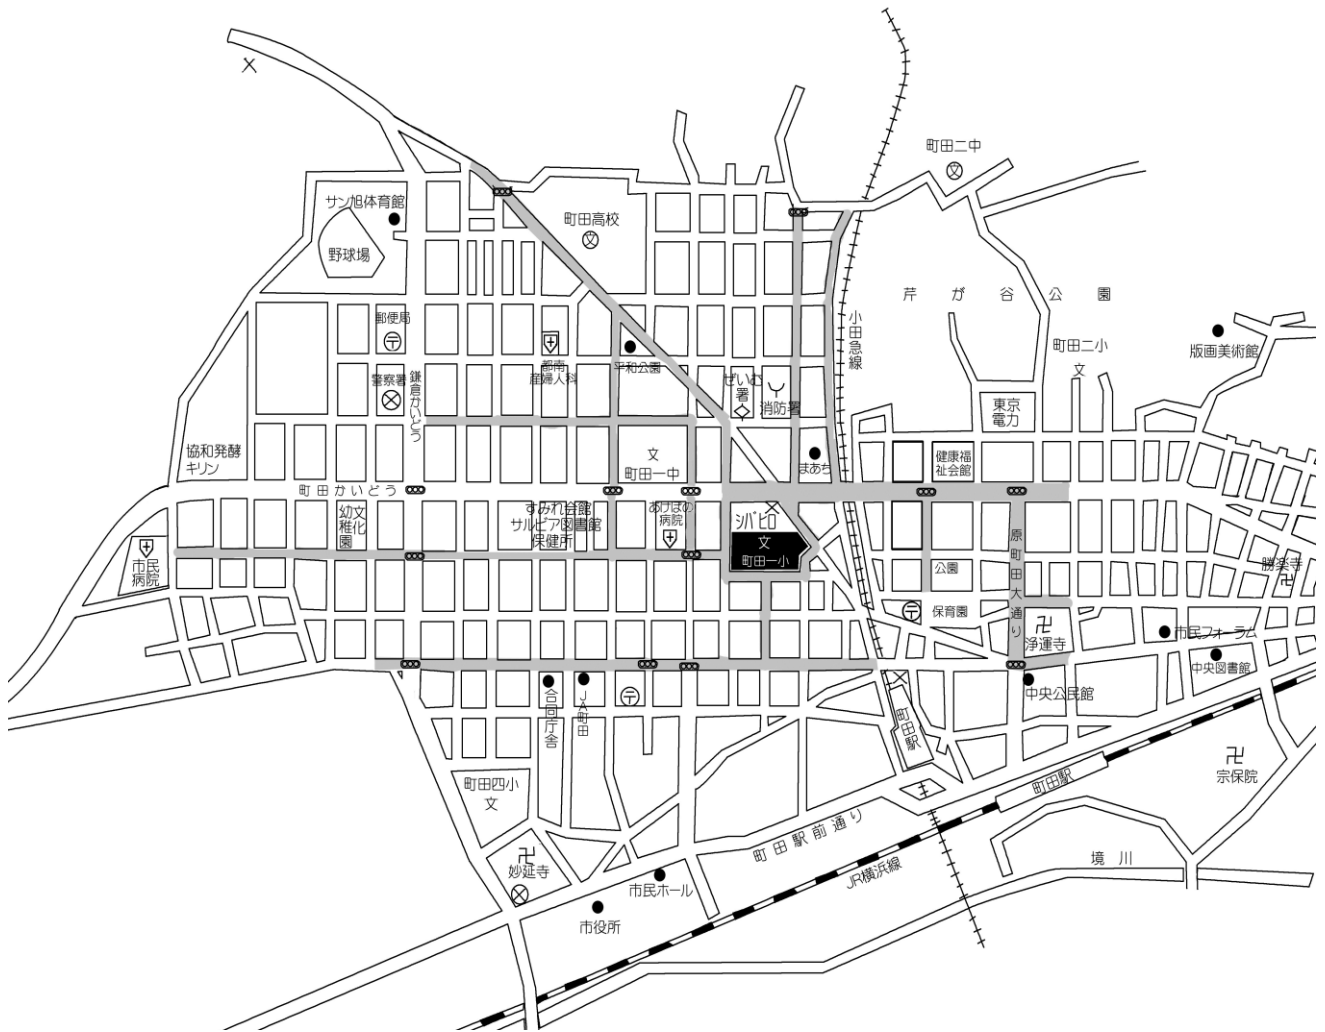 町田二中
サン旭体育館
町田高校
野球場
芹が谷公園
郵便局
小田急線
町田二小
文
版画美術館
平和公園
都南
産婦人科
警察署
鎌倉かいどう
ぜいむ
署
消防署
東京
電力
協和発酵
キリン
文
町田一中
まあち
健康福
祉会館
町田かいどう
すみれ会館
サルビア図書館
保健所
あけぼの
病院
シバヒロ
幼稚園
文化
原町田大通り
文
町田一小
市民
病院
公園
勝楽寺
保育園
浄運寺
市民フォーラム
中央図書館
中央公民館
合同庁舎
JA町田
町田駅
町田四小
文
町田駅
宗保院
町田駅前通り
境川
妙延寺
JR横浜線
市民ホール
市役所